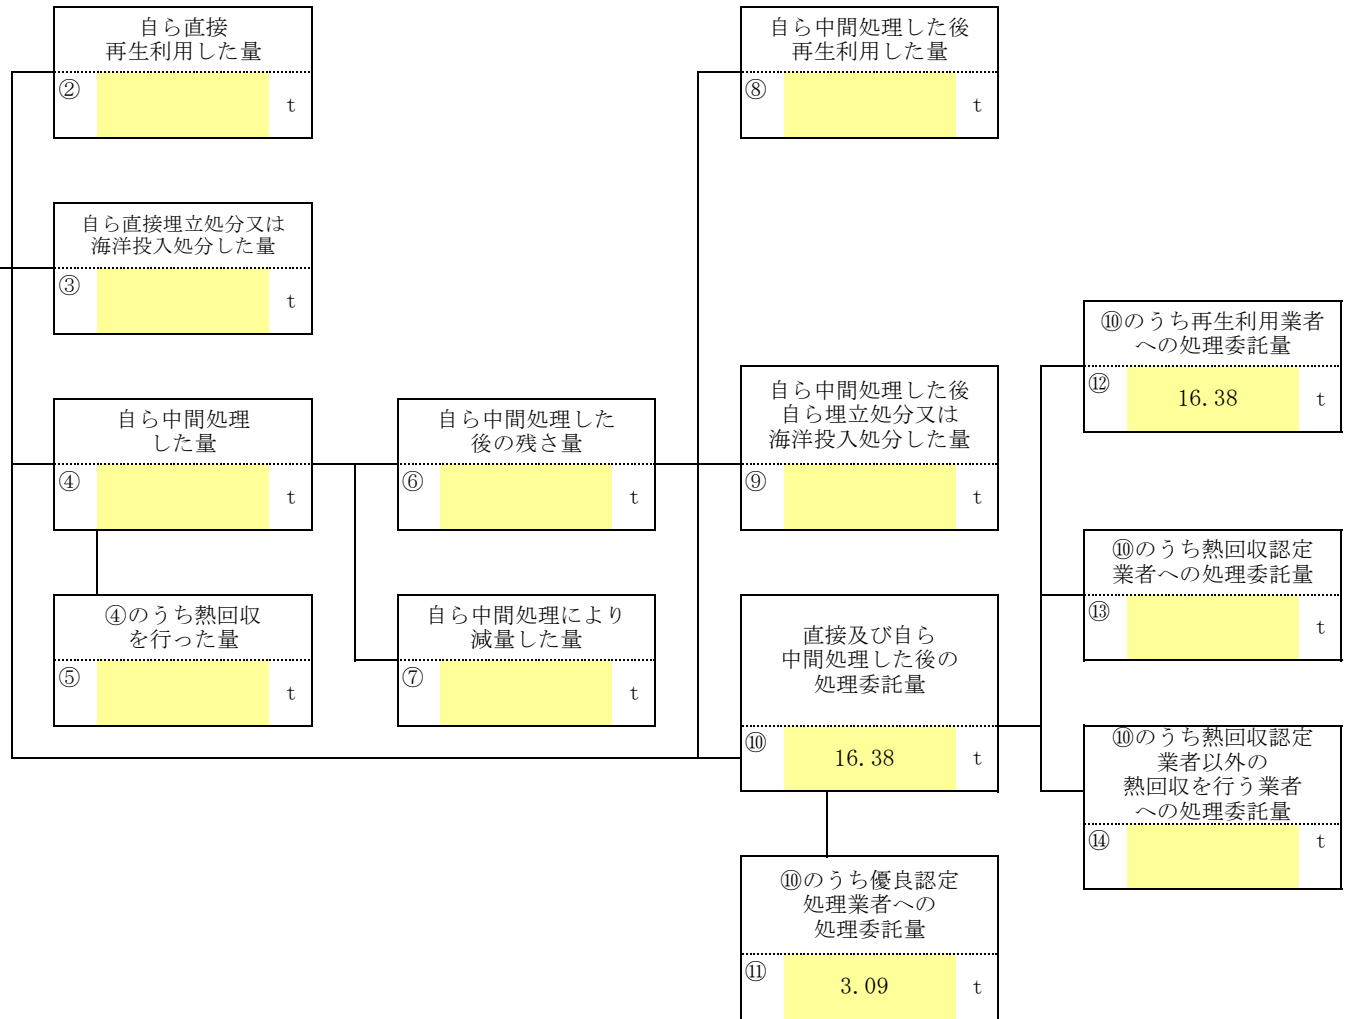 自ら直接
再生利用した量
②
t
自ら中間処理した後
再生利用した量
⑧
t
自ら直接埋立処分又は
海洋投入処分した量
③
t
⑩のうち再生利用業者
への処理委託量
⑫
16.38
t
自ら中間処理
した量
④
t
自ら中間処理した
後の残さ量
⑥
t
自ら中間処理した後
自ら埋立処分又は
海洋投入処分した量
⑨
t
⑩のうち熱回収認定
業者への処理委託量
⑬
t
④のうち熱回収
を行った量
⑤
t
自ら中間処理により
減量した量
⑦
t
直接及び自ら
中間処理した後の
処理委託量
⑩
16.38
t
⑩のうち熱回収認定
業者以外の
熱回収を行う業者
への処理委託量
⑭
t
⑩のうち優良認定
処理業者への
処理委託量
⑪
3.09
t